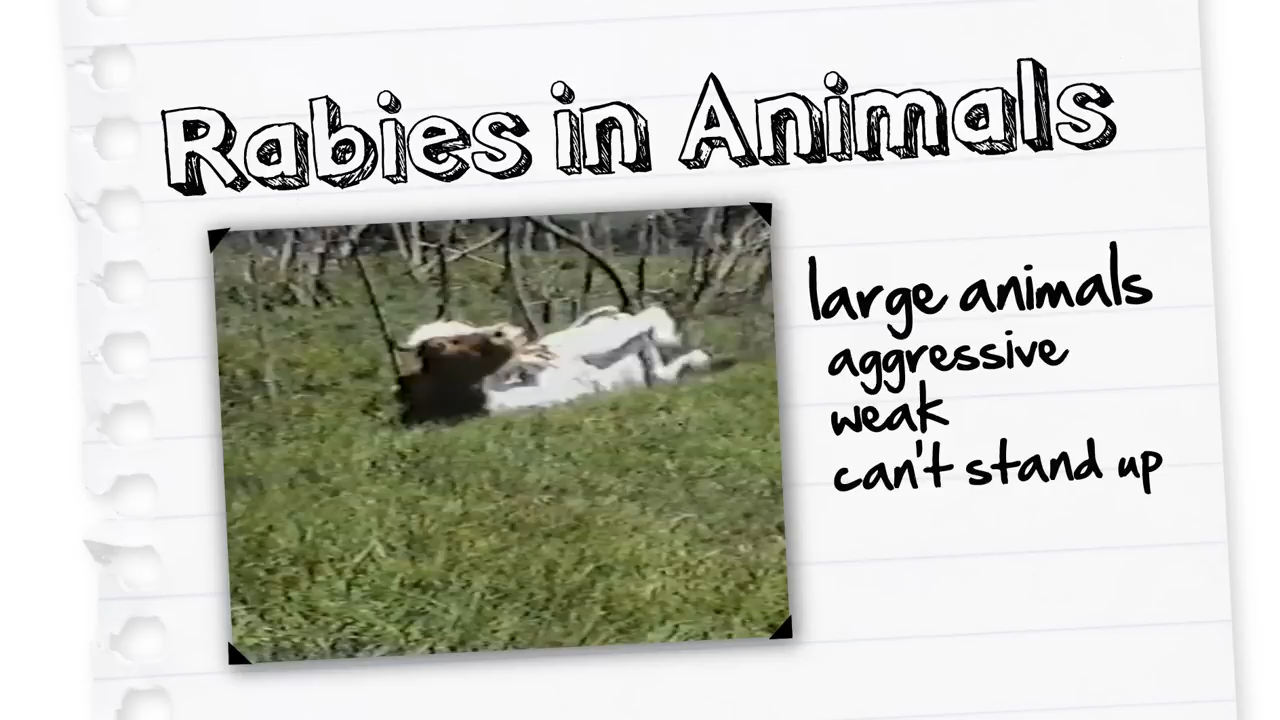 Rabies in Animals
large animals
aggressive
weak
can't stand up